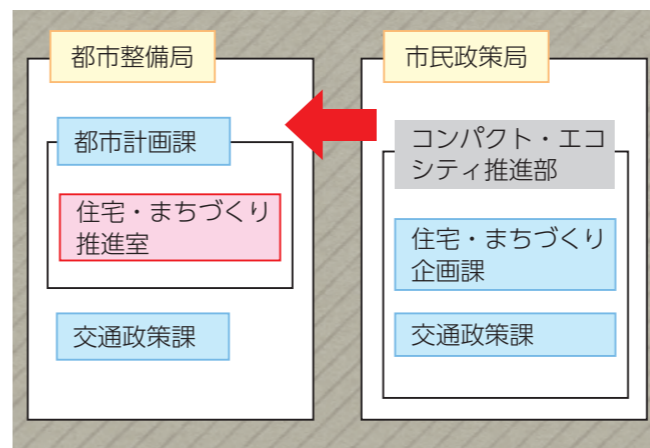 都市整備局
都市計画課
住宅・まちづくり
推進室
交通政策課
市民政策局
コンパクト・エコ
シティ推進部
住宅・まちづくり
企画課
交通政策課